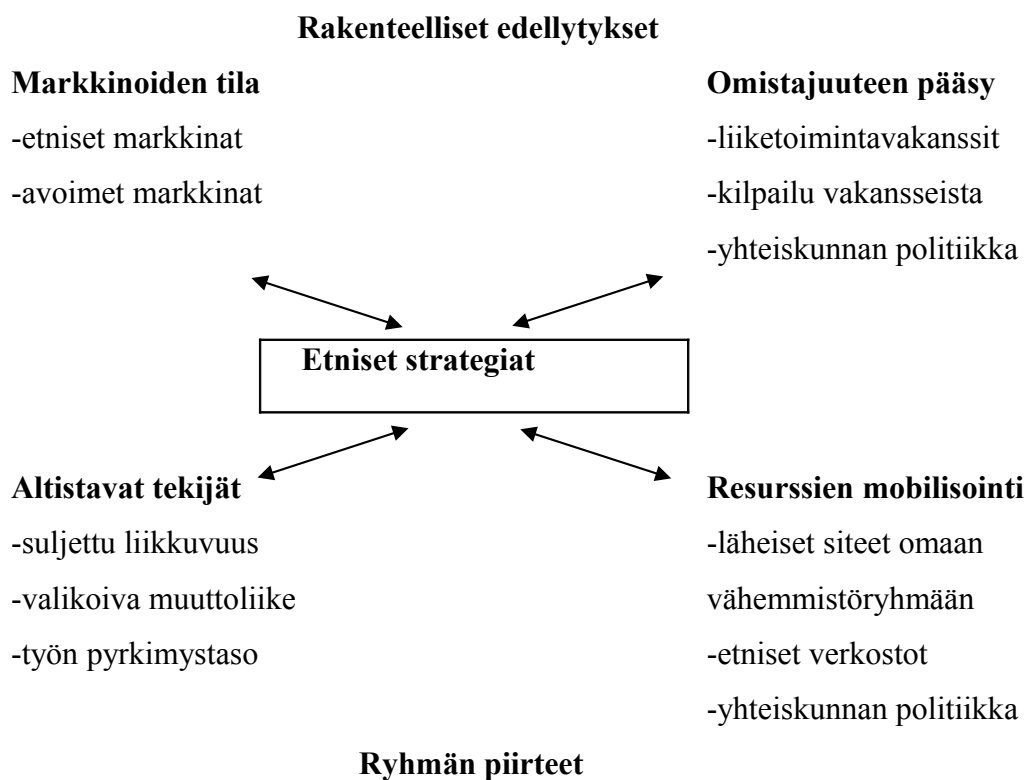 Rakenteelliset edellytykset
Markkinoiden tila
-etniset markkinat
-avoimet markkinat
Omistajuuteen pääsy
-liiketoimintavakanssit
-kilpailu vakansseista
-yhteiskunnan politiikka
Etniset strategiat
Altistavat tekijät
-suljettu liikkuvuus
-valikoiva muuttoliike
-työn pyrkimystaso
Resurssien mobilisointi
-läheiset siteet omaan
vähemmistöryhmään
-etniset verkostot
-yhteiskunnan politiikka
Ryhmän piirteet